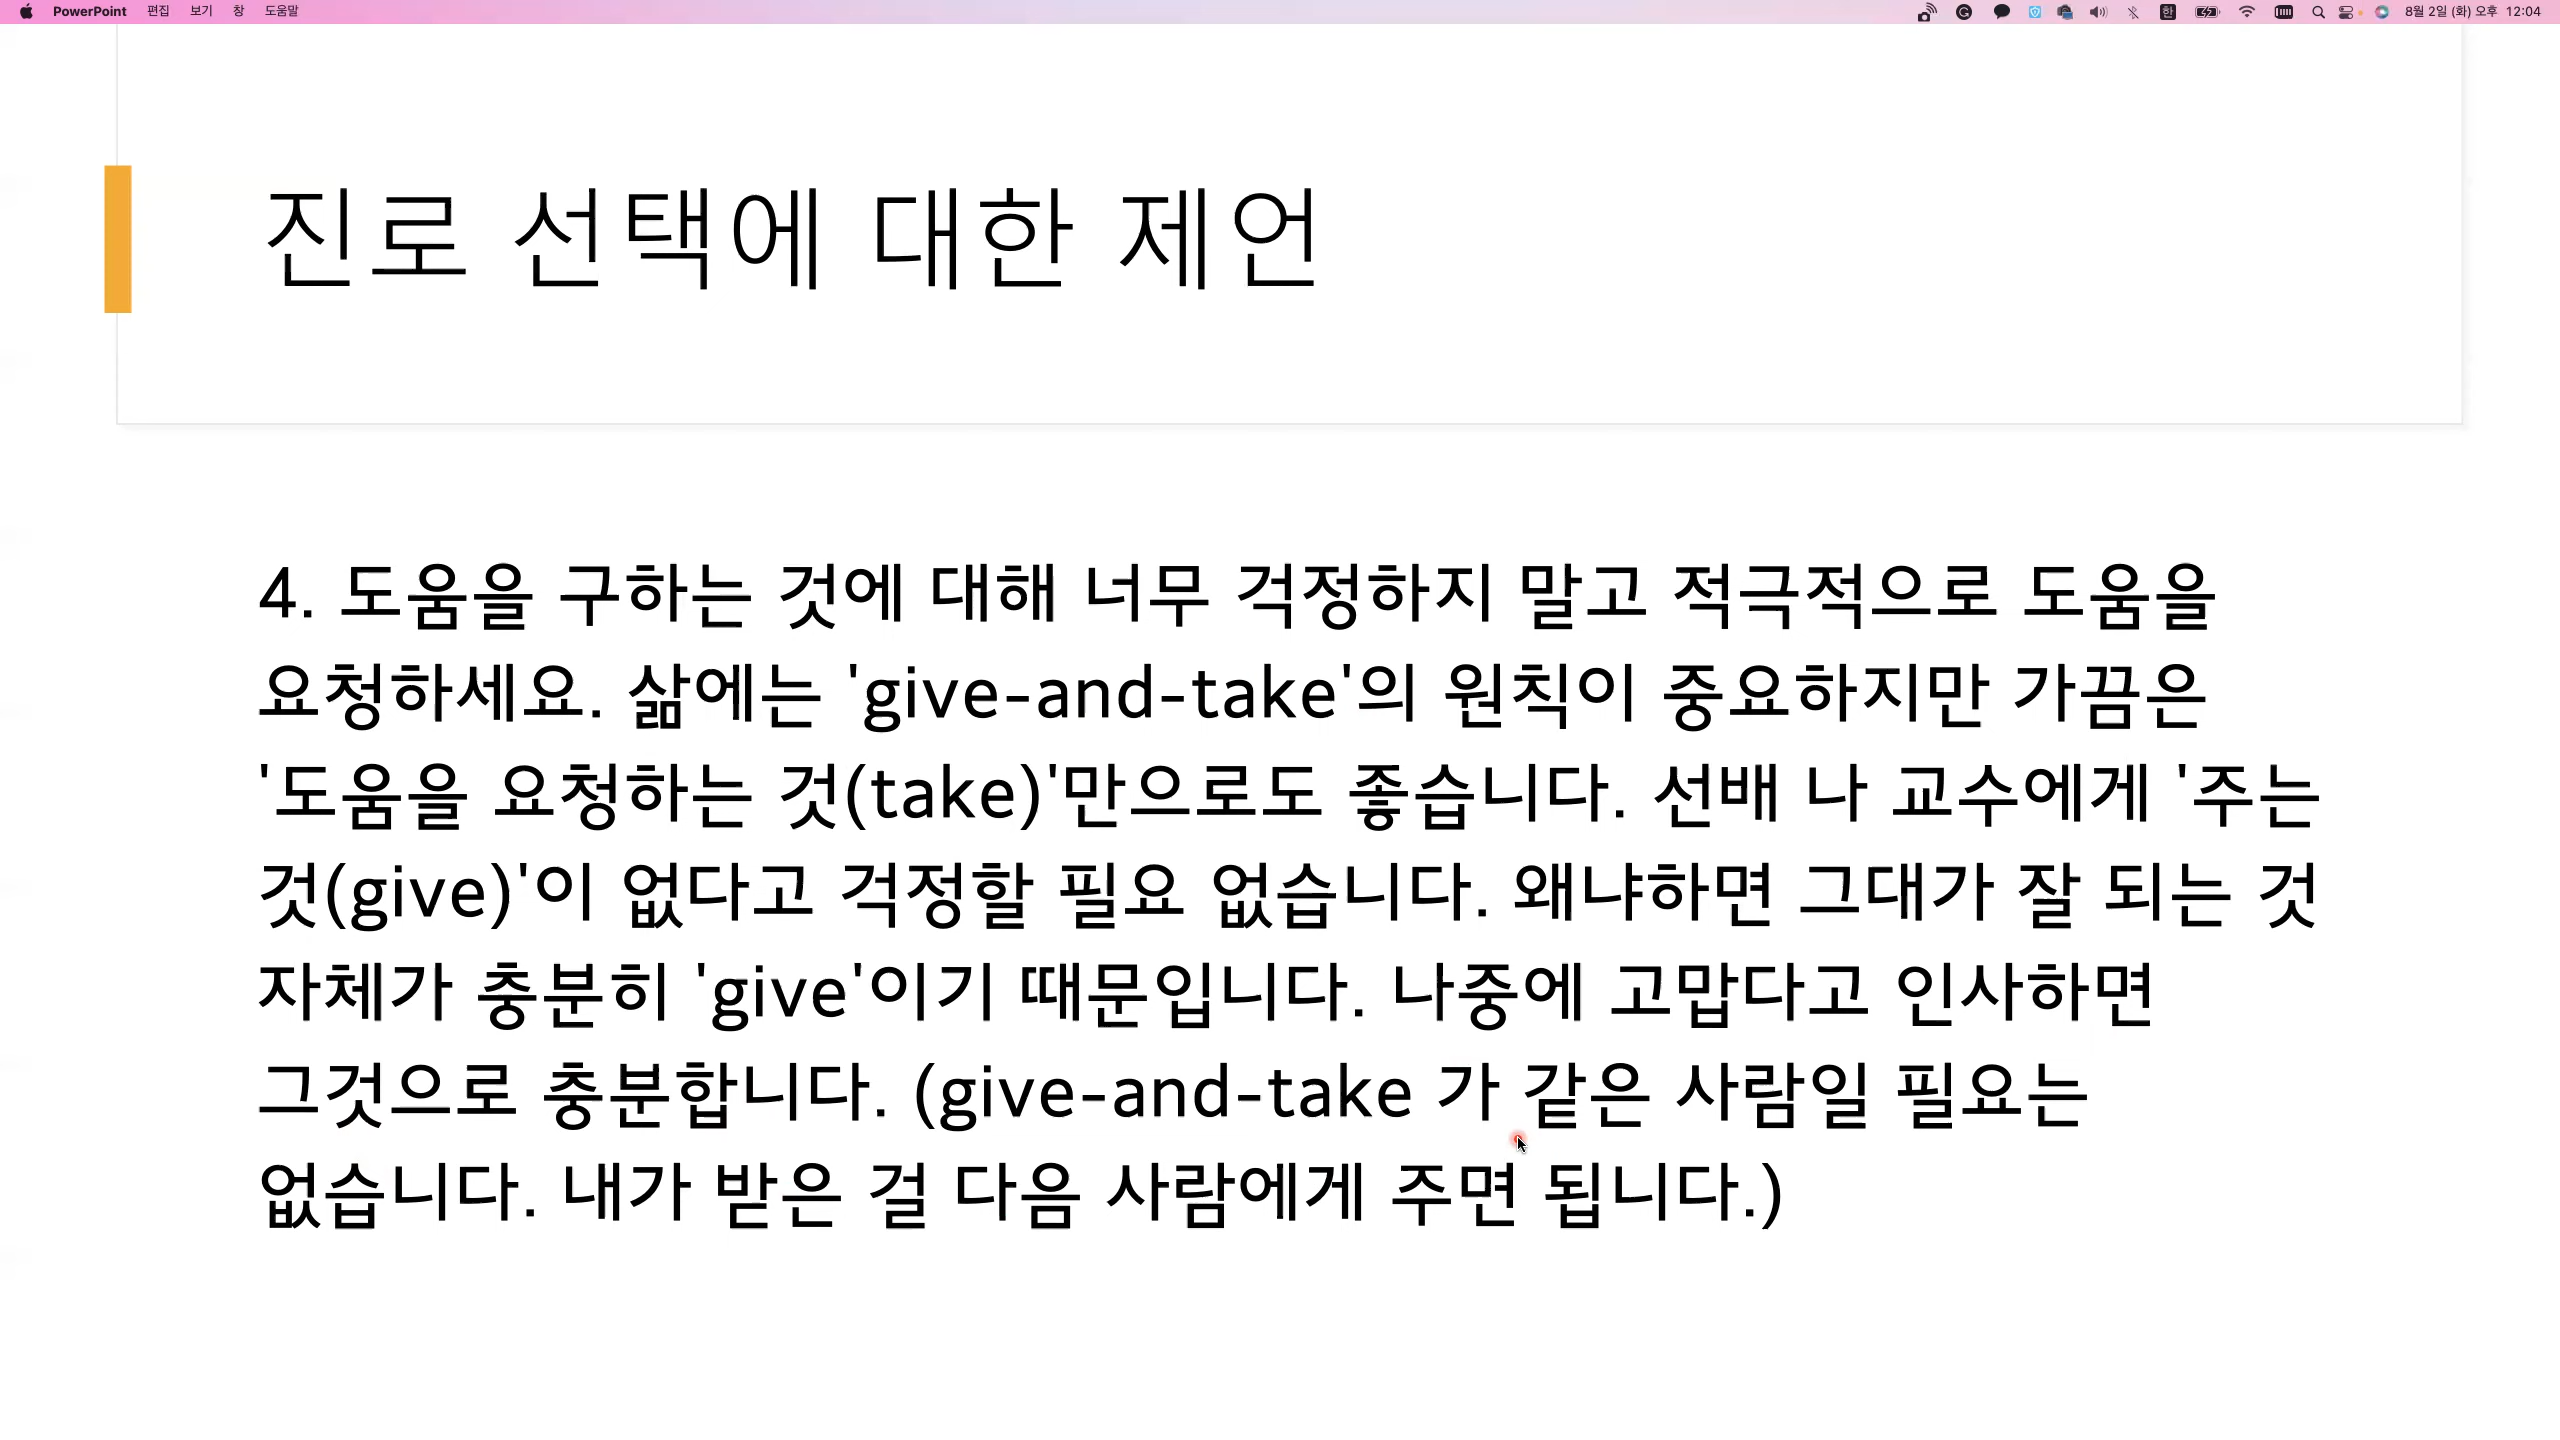 PowerPoint 편집 보기 창 도움말 한 8월 2일 (화) 오후 12:04
진로 선택에 대한 제언
4. 도움을 구하는 것에 대해 너무 걱정하지 말고 적극적으로 도움을
요청하세요. 삶에는 'give-and-take'의 원칙이 중요하지만 가끔은
'도움을 요청하는 것(take)'만으로도 좋습니다. 선배 나 교수에게 '주는
것(give)'이 없다고 걱정할 필요 없습니다. 왜냐하면 그대가 잘 되는 것
자체가 충분히 'give'이기 때문입니다. 나중에 고맙다고 인사하면
그것으로 충분합니다. (give-and-take 가 같은 사람일 필요는
없습니다. 내가 받은 걸 다음 사람에게 주면 됩니다.)